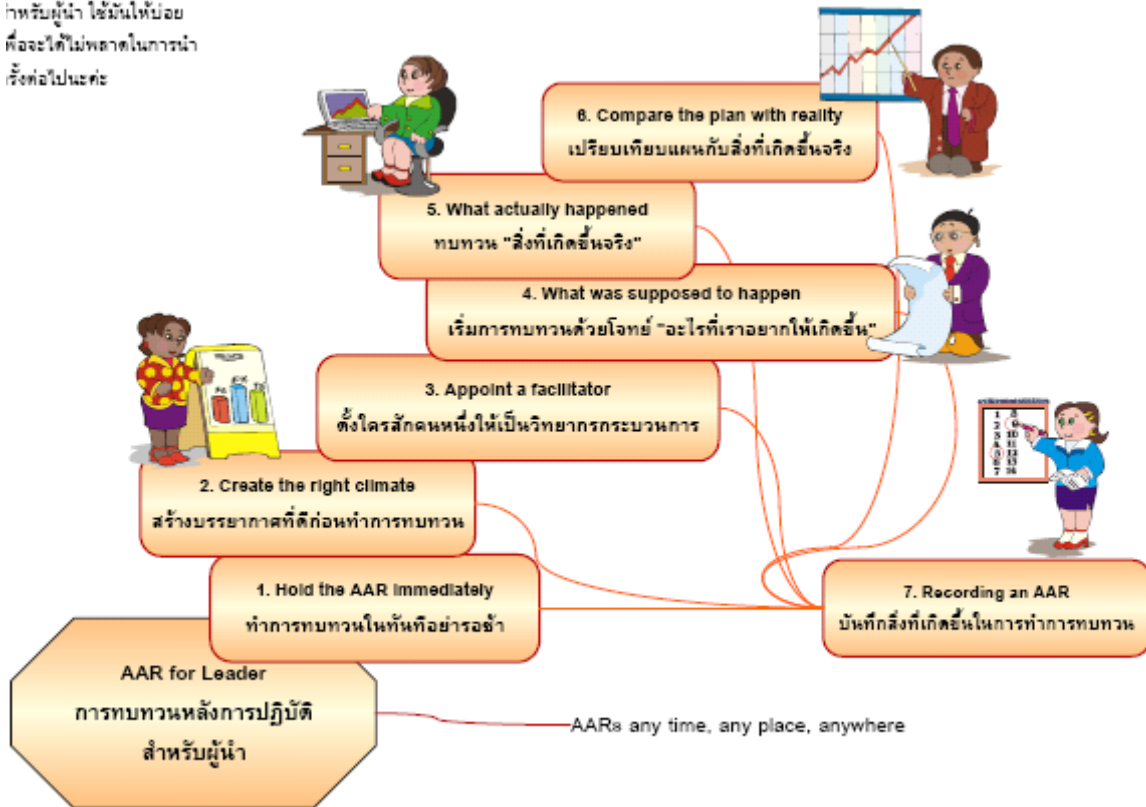 สำหรับผู้นำ ใช้มันให้บ่อย
เพื่อจะได้ไม่พลาดในการนำ
ครั้งต่อไปนะค่ะ
6. Compare the plan with reality
เปรียบเทียบแผนกับสิ่งที่เกิดขึ้นจริง
5. What actually happened
ทบทวน "สิ่งที่เกิดขึ้นจริง"
4. What was supposed to happen
เริ่มการทบทวนด้วยโจทย์ "อะไรที่เราอยากให้เกิดขึ้น"
3. Appoint a facilitator
ตั้งใครสักคนหนึ่งให้เป็นวิทยากรกระบวนการ
2. Create the right climate
สร้างบรรยากาศที่ดีก่อนทำการทบทวน
1. Hold the AAR immediately
ทำการทบทวนในทันทีอย่ารอช้า
7. Recording an AAR
บันทึกสิ่งที่เกิดขึ้นในการทำการทบทวน
AAR for Leader
การทบทวนหลังการปฏิบัติ
สำหรับผู้นำ
AARs any time, any place, anywhere